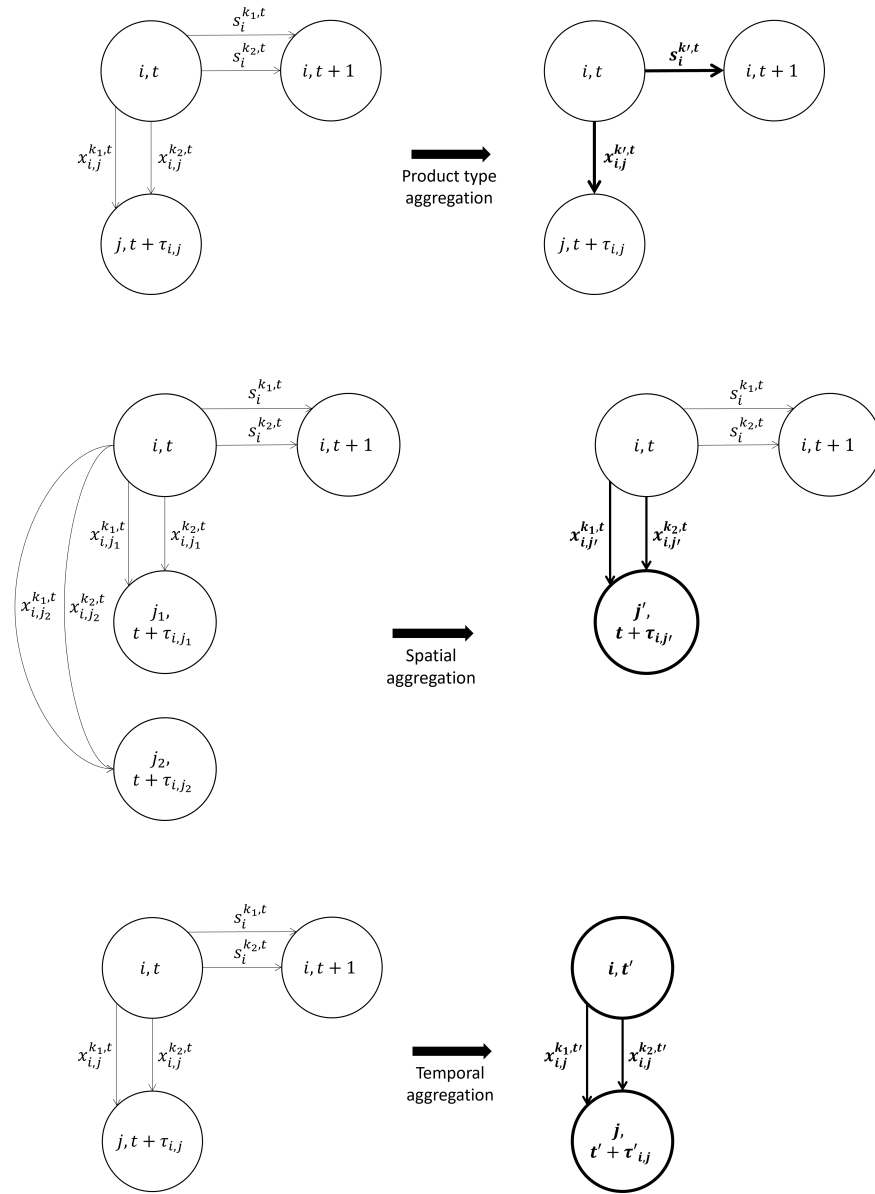 s_i^{k_1,t}
s_i^{k_2,t}
i, t
i, t + 1
x_{i,j}^{k_1,t}
x_{i,j}^{k_2,t}
j, t + τ_{i,j}
Product type
aggregation
s_i^{k′,t}
i, t
i, t + 1
x_{i,j}^{k′,t}
j, t + τ_{i,j}
s_i^{k_1,t}
s_i^{k_2,t}
i, t
i, t + 1
x_{i,j_1}^{k_1,t}
x_{i,j_1}^{k_2,t}
x_{i,j_2}^{k_1,t}
x_{i,j_2}^{k_2,t}
j_1,
t + τ_{i,j_1}
j_2,
t + τ_{i,j_2}
Spatial
aggregation
s_i^{k_1,t}
s_i^{k_2,t}
i, t
i, t + 1
x_{i,j′}^{k_1,t}
x_{i,j′}^{k_2,t}
j′,
t + τ_{i,j′}
s_i^{k_1,t}
s_i^{k_2,t}
i, t
i, t + 1
x_{i,j}^{k_1,t}
x_{i,j}^{k_2,t}
j, t + τ_{i,j}
Temporal
aggregation
i, t′
x_{i,j}^{k_1,t′}
x_{i,j}^{k_2,t′}
j,
t′ + τ′_{i,j}